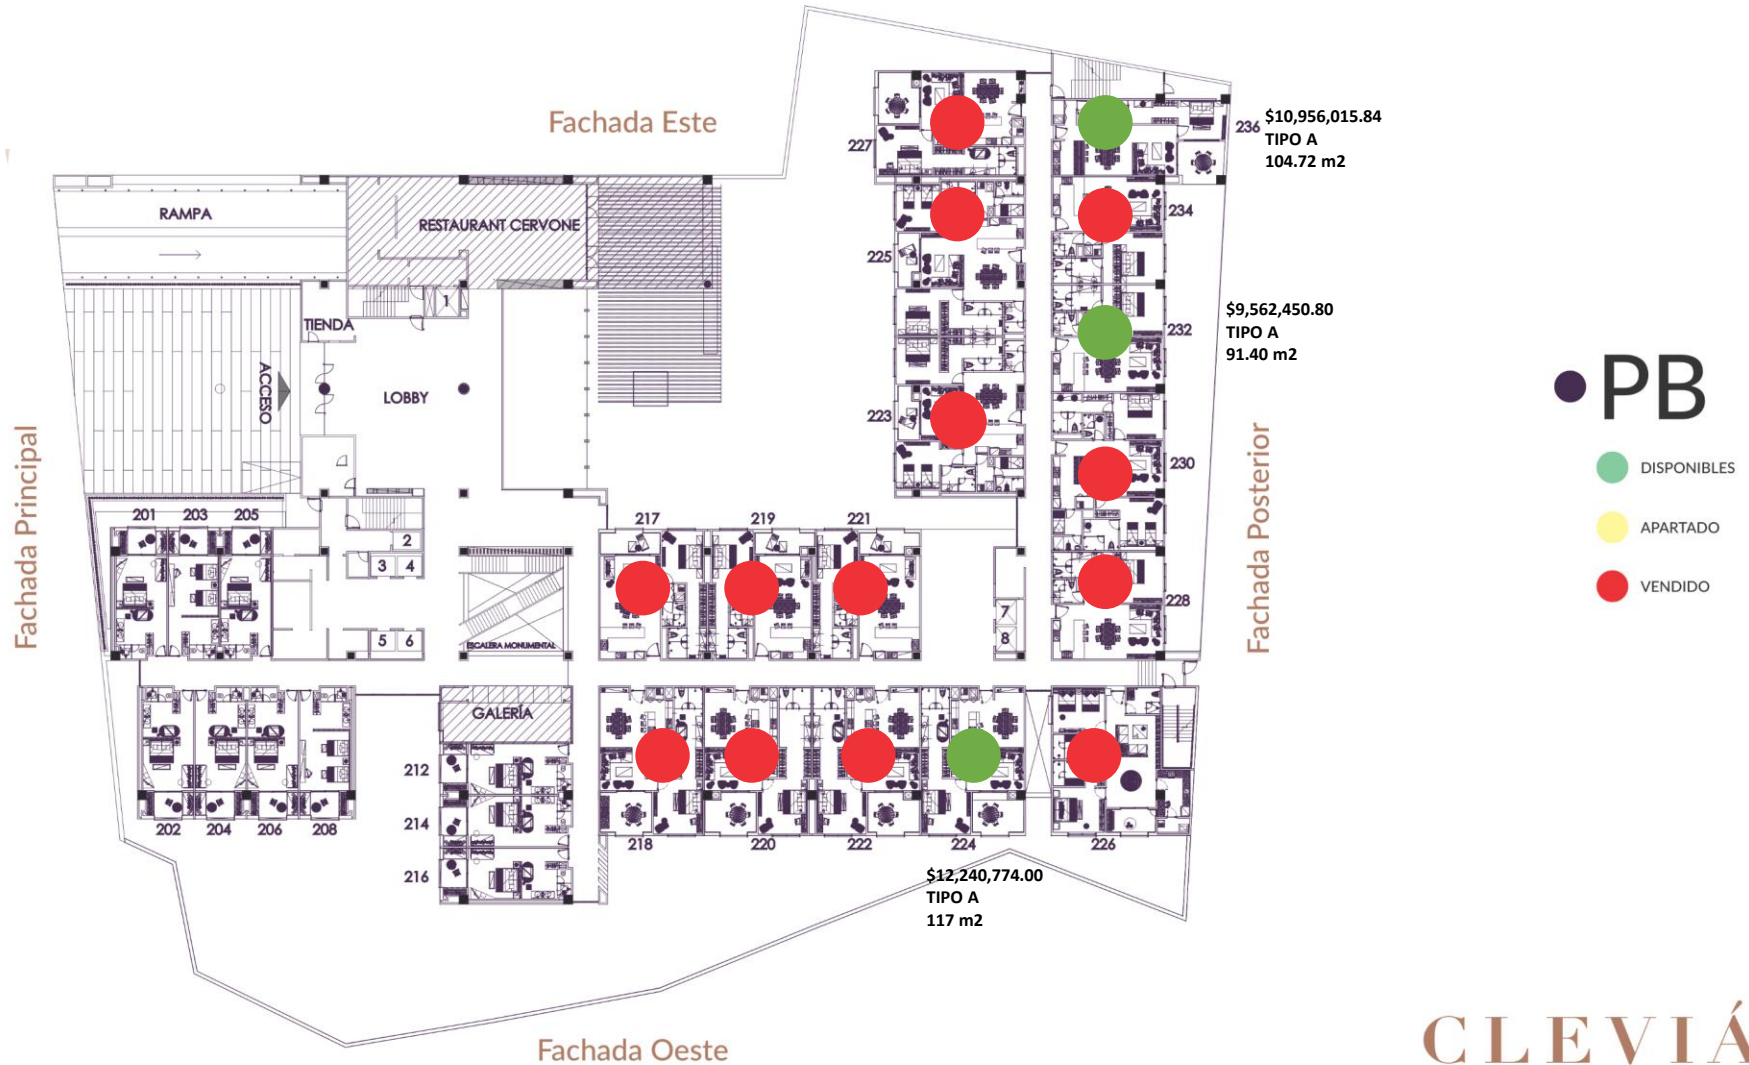 Fachada Este
$10,956,015.84
236
TIPO A
104.72 m2
227
RAMPA
RESTAURANT CERVONE
234
225
1
TIENDA
$9,562,450.80
232
TIPO A
91.40 m2
ACCESO
LOBBY
PB
223
Fachada Principal
Fachada Posterior
230
DISPONIBLES
201
203
205
217
219
221
APARTADO
2
3
4
VENDIDO
228
7
5
6
8
ESCALERA MONUMENTAL
GALERÍA
212
214
202
204
206
208
218
220
222
224
226
216
$12,240,774.00
TIPO A
117 m2
Fachada Oeste
CLEVIÁ